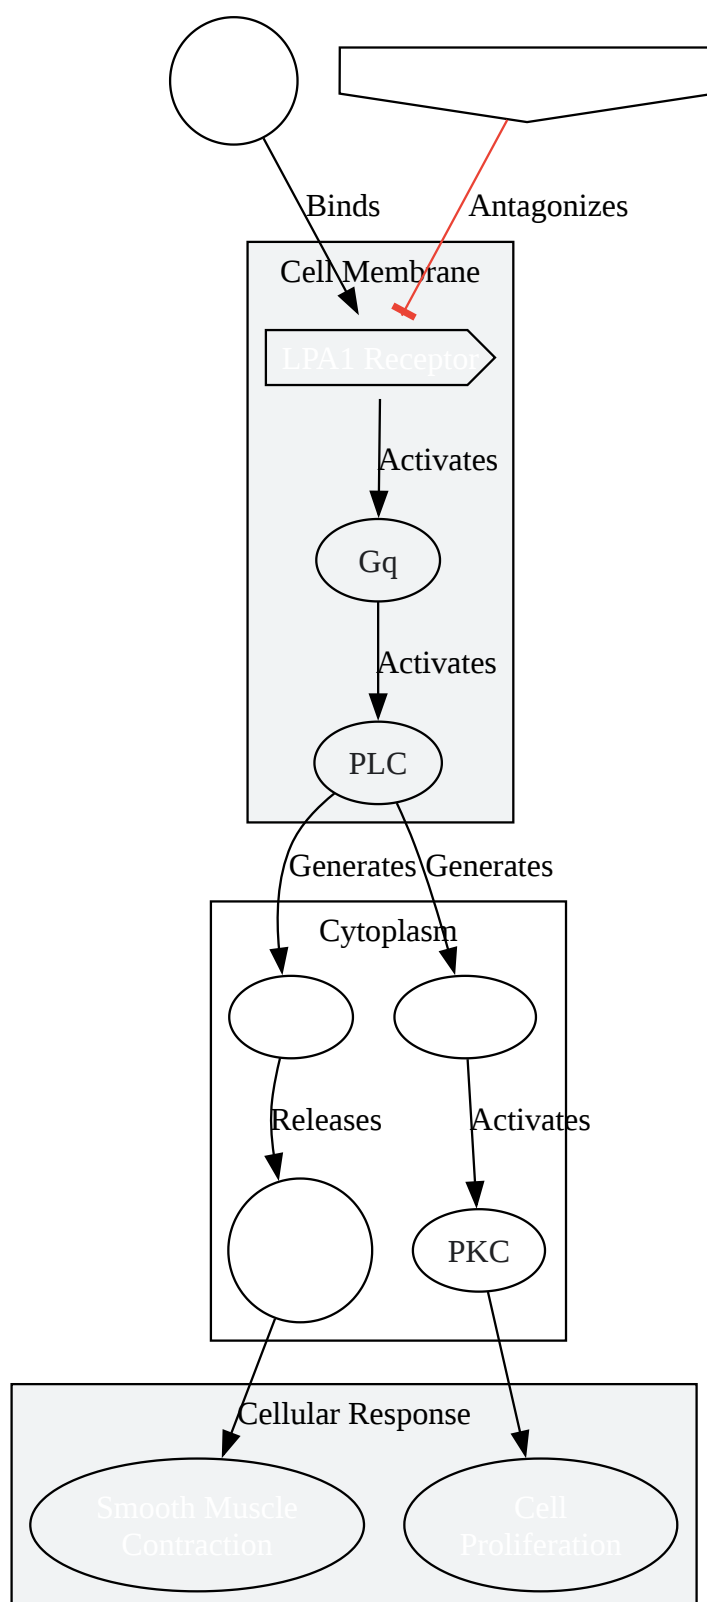 Binds
Antagonizes
Cell Membrane
LPA1 Receptor
Activates
Gq
Activates
PLC
Generates
Generates
Cytoplasm
Releases
Activates
PKC
Cellular Response
Smooth Muscle
Contraction
Cell
Proliferation